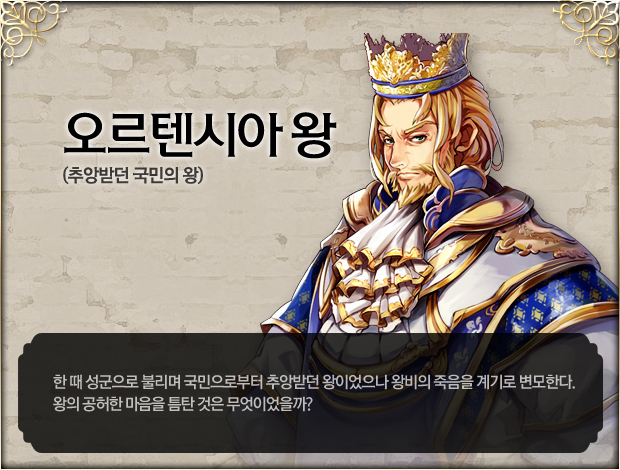 오르텐시아 왕
(추앙받던 국민의 왕)
한 때 성군으로 불리며 국민으로부터 추앙받던 왕이었으나 왕비의 죽음을 계기로 변모한다.
왕의 공허한 마음을 틈탄 것은 무엇이었을까?